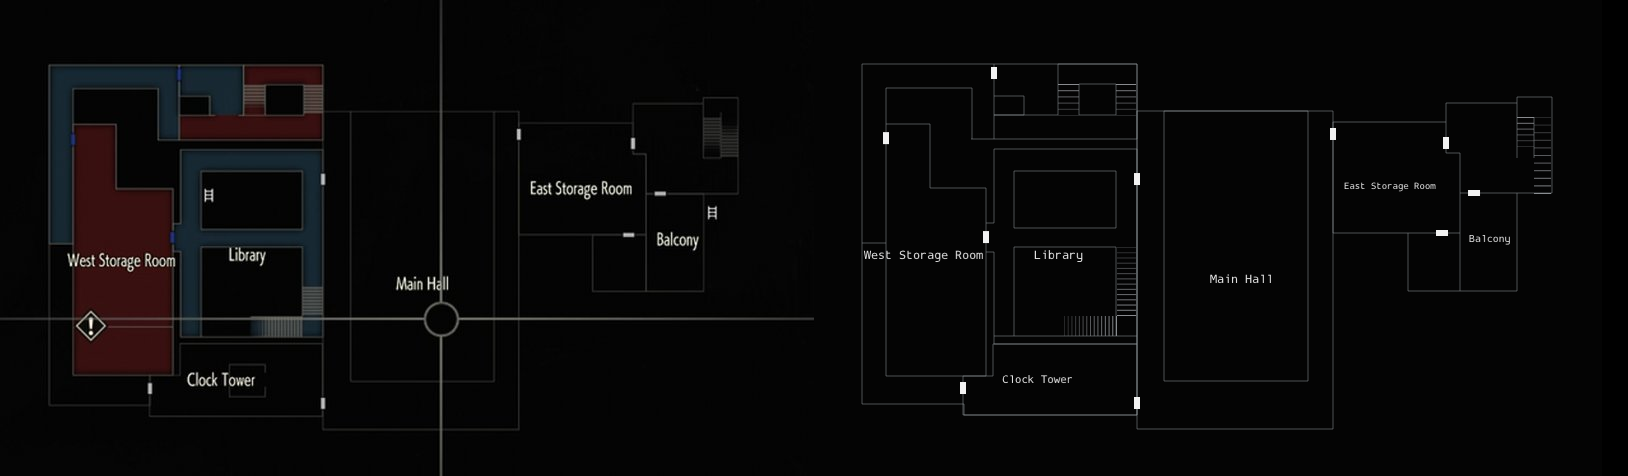 East Storage Room
Balcony
Library
West Storage Room
Main Hall
Clock Tower
East Storage Room
Balcony
West Storage Room
Library
Main Hall
Clock Tower